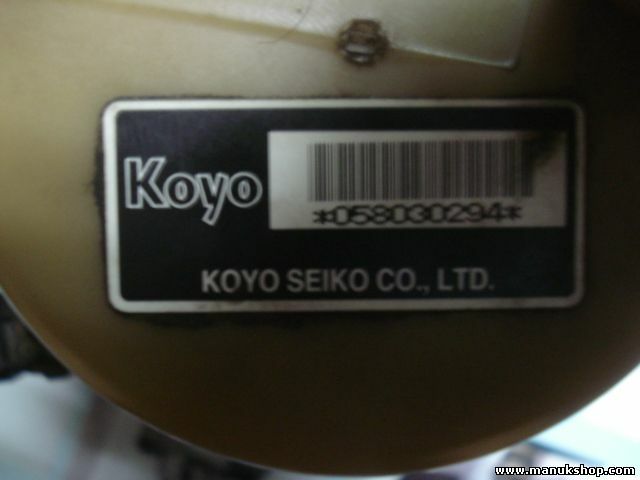 Koyo
*058030294*
KOYO SEIKO CO., LTD.
www.manukshop.com